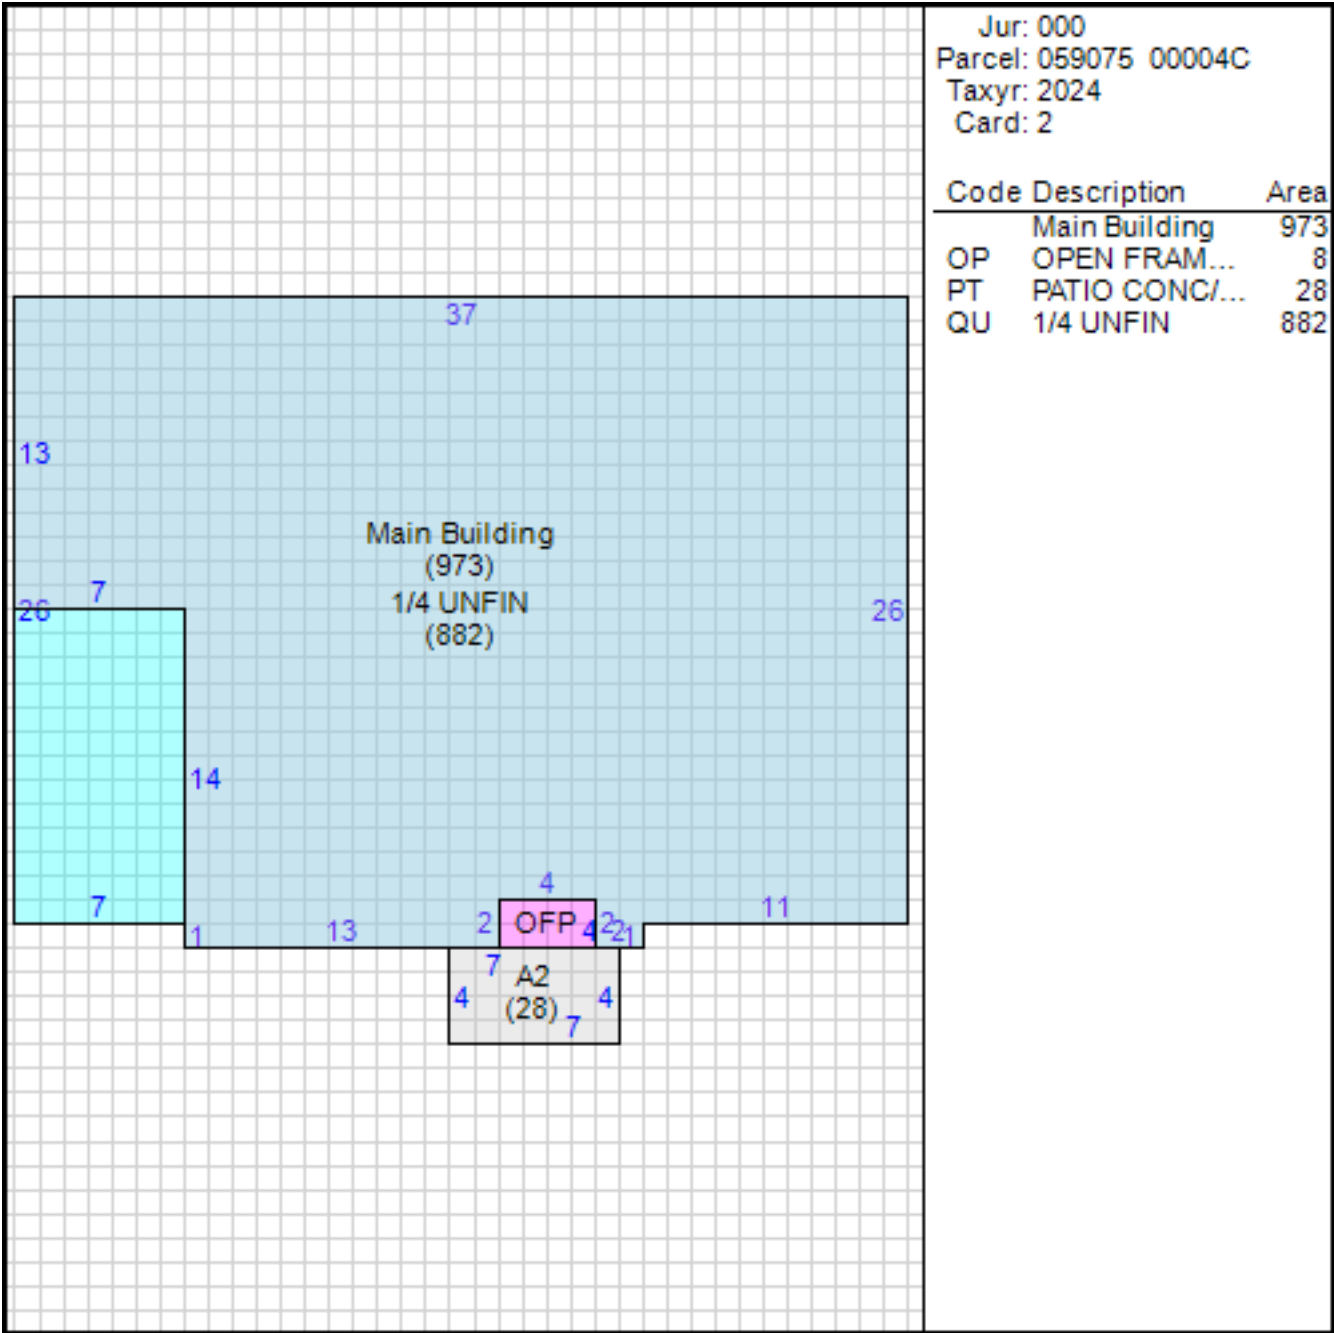 Jur: 000
Parcel: 059075 00004C
Taxyr: 2024
Card: 2
Code Description Area
Main Building 973
OP OPEN FRAM... 8
PT PATIO CONC/... 28
QU 1/4 UNFIN 882
37
13
Main Building
(973)
1/4 UNFIN
(882)
7
26
26
14
7
4
1
13
2
OFP
4
2
2
1
11
7
A2
4
(28)
4
7